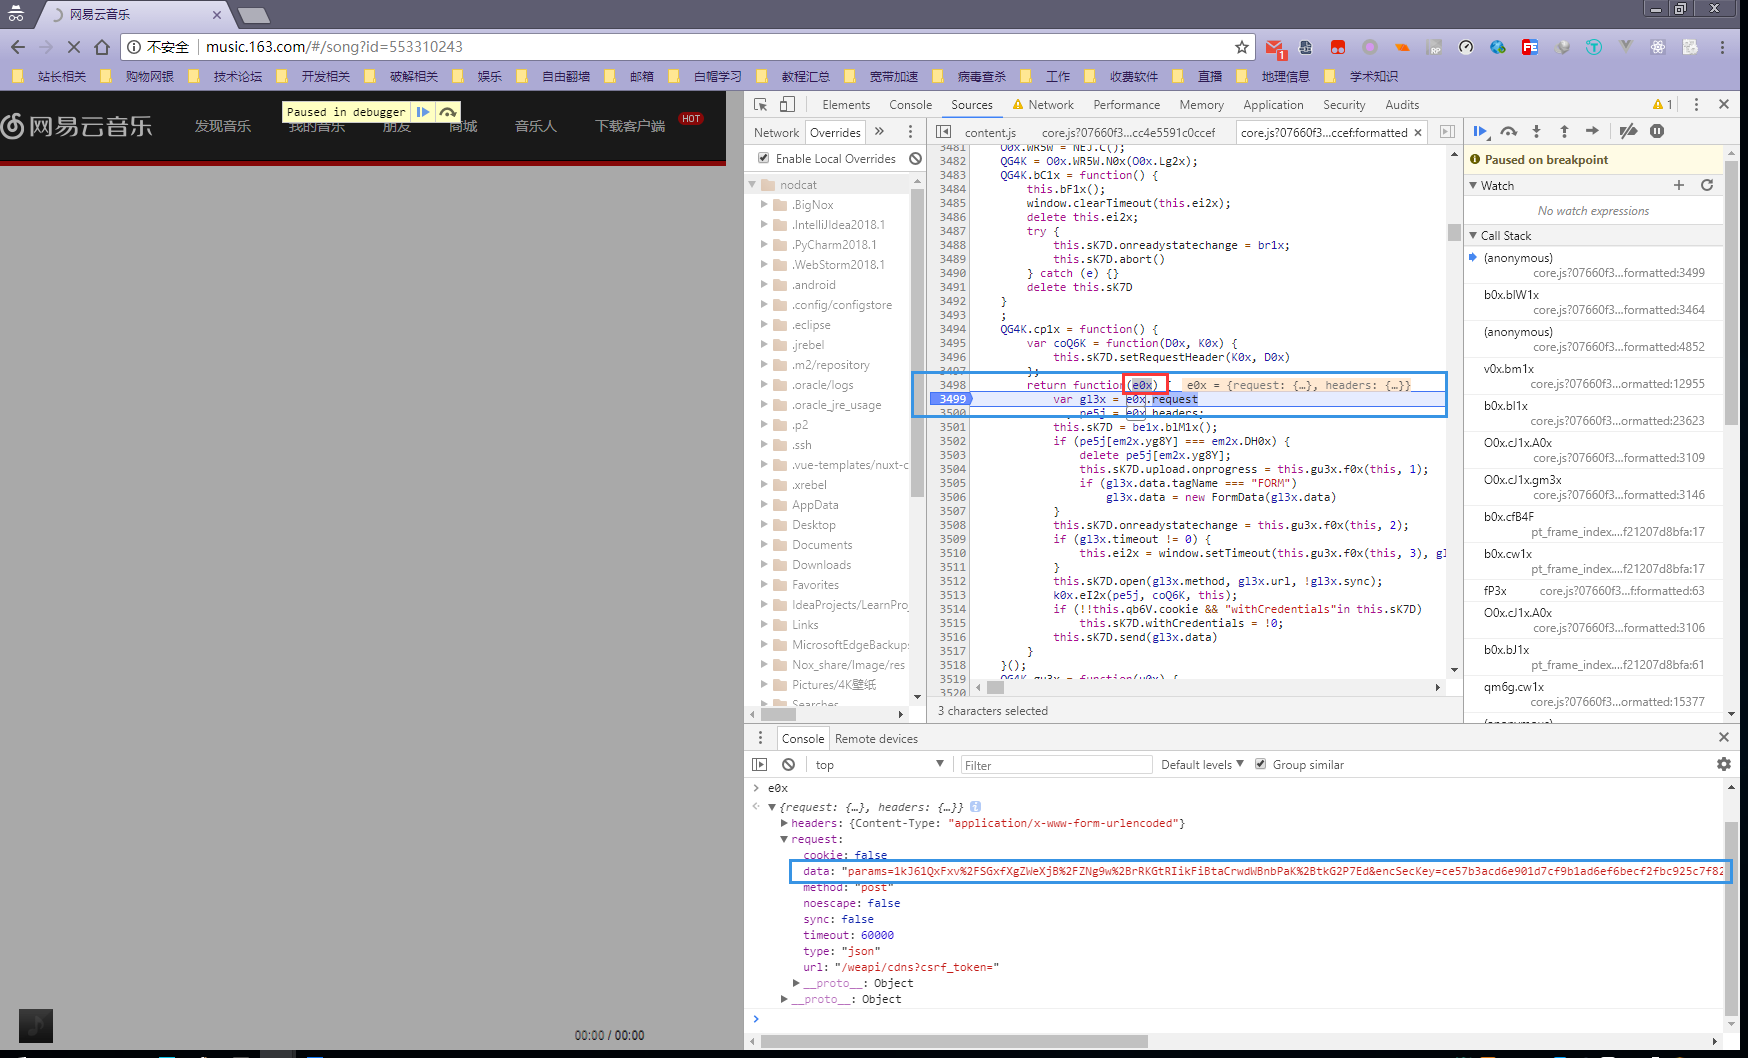 网易云音乐
不安全 music.163.com/#/song?id=553310243
站长相关 购物网银 技术论坛 开发相关 破解相关 娱乐 自由翻墙 邮箱 白帽学习 教程汇总 宽带加速 病毒查杀 工作 收费软件 直播 地理信息 学术知识
Paused in debugger
网易云音乐 发现音乐 我的音乐 朋友 商城 音乐人 下载客户端 HOT
00:00 / 00:00
Elements Console Sources Network Performance Memory Application Security Audits 1
Network Overrides »
Enable Local Overrides
nodcat
.BigNox
.IntelliJIdea2018.1
.PyCharm2018.1
.WebStorm2018.1
.android
.config/configstore
.eclipse
.jrebel
.m2/repository
.oracle/logs
.oracle_jre_usage
.p2
.ssh
.vue-templates/nuxt-c
.xrebel
AppData
Desktop
Documents
Downloads
Favorites
IdeaProjects/LearnPro
Links
MicrosoftEdgeBackups
Nox_share/Image/res
Pictures/4K壁纸
Searches
content.js core.js?07660f3...cc4e5591c0ccef core.js?07660f3...ccef:formatted ×
3481 O0x.WR5W = NEJ.C();
3482 QG4K = O0x.WR5W.N0x(O0x.Lg2x);
3483 QG4K.bC1x = function() {
3484 this.bF1x();
3485 window.clearTimeout(this.ei2x);
3486 delete this.ei2x;
3487 try {
3488 this.sK7D.onreadystatechange = br1x;
3489 this.sK7D.abort()
3490 } catch (e) {}
3491 delete this.sK7D
3492 }
3493 ;
3494 QG4K.cp1x = function() {
3495 var coQ6K = function(D0x, K0x) {
3496 this.sK7D.setRequestHeader(K0x, D0x)
3497 };
3498 return function(e0x) { e0x = {request: {…}, headers: {…}}
3499 var gl3x = e0x.request
3500 , pe5j = e0x.headers;
3501 this.sK7D = be1x.blM1x();
3502 if (pe5j[em2x.yg8Y] === em2x.DH0x) {
3503 delete pe5j[em2x.yg8Y];
3504 this.sK7D.upload.onprogress = this.gu3x.f0x(this, 1);
3505 if (gl3x.data.tagName === "FORM")
3506 gl3x.data = new FormData(gl3x.data)
3507 }
3508 this.sK7D.onreadystatechange = this.gu3x.f0x(this, 2);
3509 if (gl3x.timeout != 0) {
3510 this.ei2x = window.setTimeout(this.gu3x.f0x(this, 3), gl
3511 }
3512 this.sK7D.open(gl3x.method, gl3x.url, !gl3x.sync);
3513 k0x.eI2x(pe5j, coQ6K, this);
3514 if (!!this.qb6V.cookie && "withCredentials"in this.sK7D)
3515 this.sK7D.withCredentials = !0;
3516 this.sK7D.send(gl3x.data)
3517 }
3518 }();
3519 QG4K.gu3x = function(u0x) {
3520
3 characters selected
Paused on breakpoint
Watch
No watch expressions
Call Stack
(anonymous)
core.js?07660f3...formatted:3499
b0x.blW1x
core.js?07660f3...formatted:3464
(anonymous)
core.js?07660f3...formatted:4852
v0x.bm1x
core.js?07660f3...ormatted:12955
b0x.bl1x
core.js?07660f3...ormatted:23623
O0x.cJ1x.A0x
core.js?07660f3...formatted:3109
O0x.cJ1x.gm3x
core.js?07660f3...formatted:3146
b0x.cfB4F
pt_frame_index....f21207d8bfa:17
b0x.cw1x
pt_frame_index....f21207d8bfa:17
fP3x core.js?07660f3...f:formatted:63
O0x.cJ1x.A0x
core.js?07660f3...formatted:3106
b0x.bJ1x
pt_frame_index....f21207d8bfa:61
qm6g.cw1x
core.js?07660f3...ormatted:15377
(anonymous)
Console Remote devices
top Filter Default levels Group similar
e0x
{request: {…}, headers: {…}}
headers: {Content-Type: "application/x-www-form-urlencoded"}
request:
cookie: false
data: "params=1kJ61QxFxv%2FSGxfXgZWeXjB%2FZNg9w%2BrRKGtRIikFiBtaCrwdWBnbPaK%2BtkG2P7Ed&encSecKey=ce57b3acd6e901d7cf9b1ad6ef6becf2fbc925c7f82
method: "post"
noescape: false
sync: false
timeout: 60000
type: "json"
url: "/weapi/cdns?csrf_token="
__proto__: Object
__proto__: Object